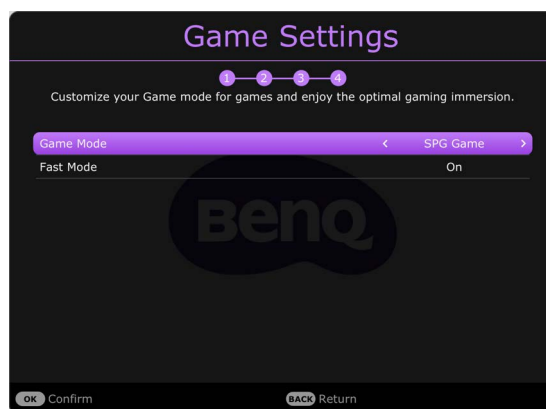 Game Settings
1 2 3 4
Customize your Game mode for games and enjoy the optimal gaming immersion.
Game Mode < SPG Game >
Fast Mode On
BenQ
OK Confirm BACK Return